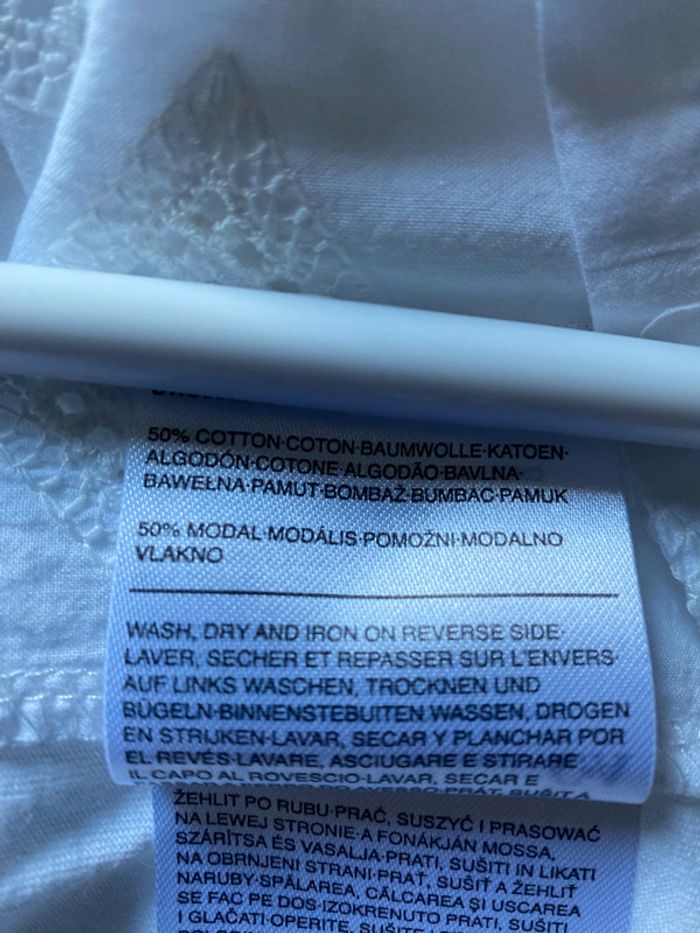 50% COTTON·COTON·BAUMWOLLE·KATOEN·
ALGODÓN·COTONE·ALGODÃO·BAVLNA·
BAWEŁNA·PAMUT·BOMBAŽ·BUMBAC·PAMUK
50% MODAL·MODÁLIS·POMOŽNI·MODALNO
VLAKNO
WASH, DRY AND IRON ON REVERSE SIDE·
LAVER, SECHER ET REPASSER SUR L'ENVERS·
AUF LINKS WASCHEN, TROCKNEN UND
BÜGELN·BINNENSTEBUITEN WASSEN, DROGEN
EN STRIJKEN·LAVAR, SECAR Y PLANCHAR POR
EL REVÉS·LAVARE, ASCIUGARE E STIRARE
IL CAPO AL ROVESCIO·LAVAR, SECAR E
ŽEHLIT PO RUBU·PRAĆ, SUSZYĆ I PRASOWAĆ
NA LEWEJ STRONIE·A FONÁKJÁN MOSSA,
SZÁRÍTSA ÉS VASALJA·PRATI, SUŠITI IN LIKATI
NA OBRNJENI STRANI·PRAŤ, SUŠIŤ A ŽEHLIŤ
NARUBY·SPĂLAREA, CĂLCAREA ŞI USCAREA
SE FAC PE DOS·IZOKRENUTO PRATI, SUŠITI
I GLAČATI·OPERITE, SUŠITE